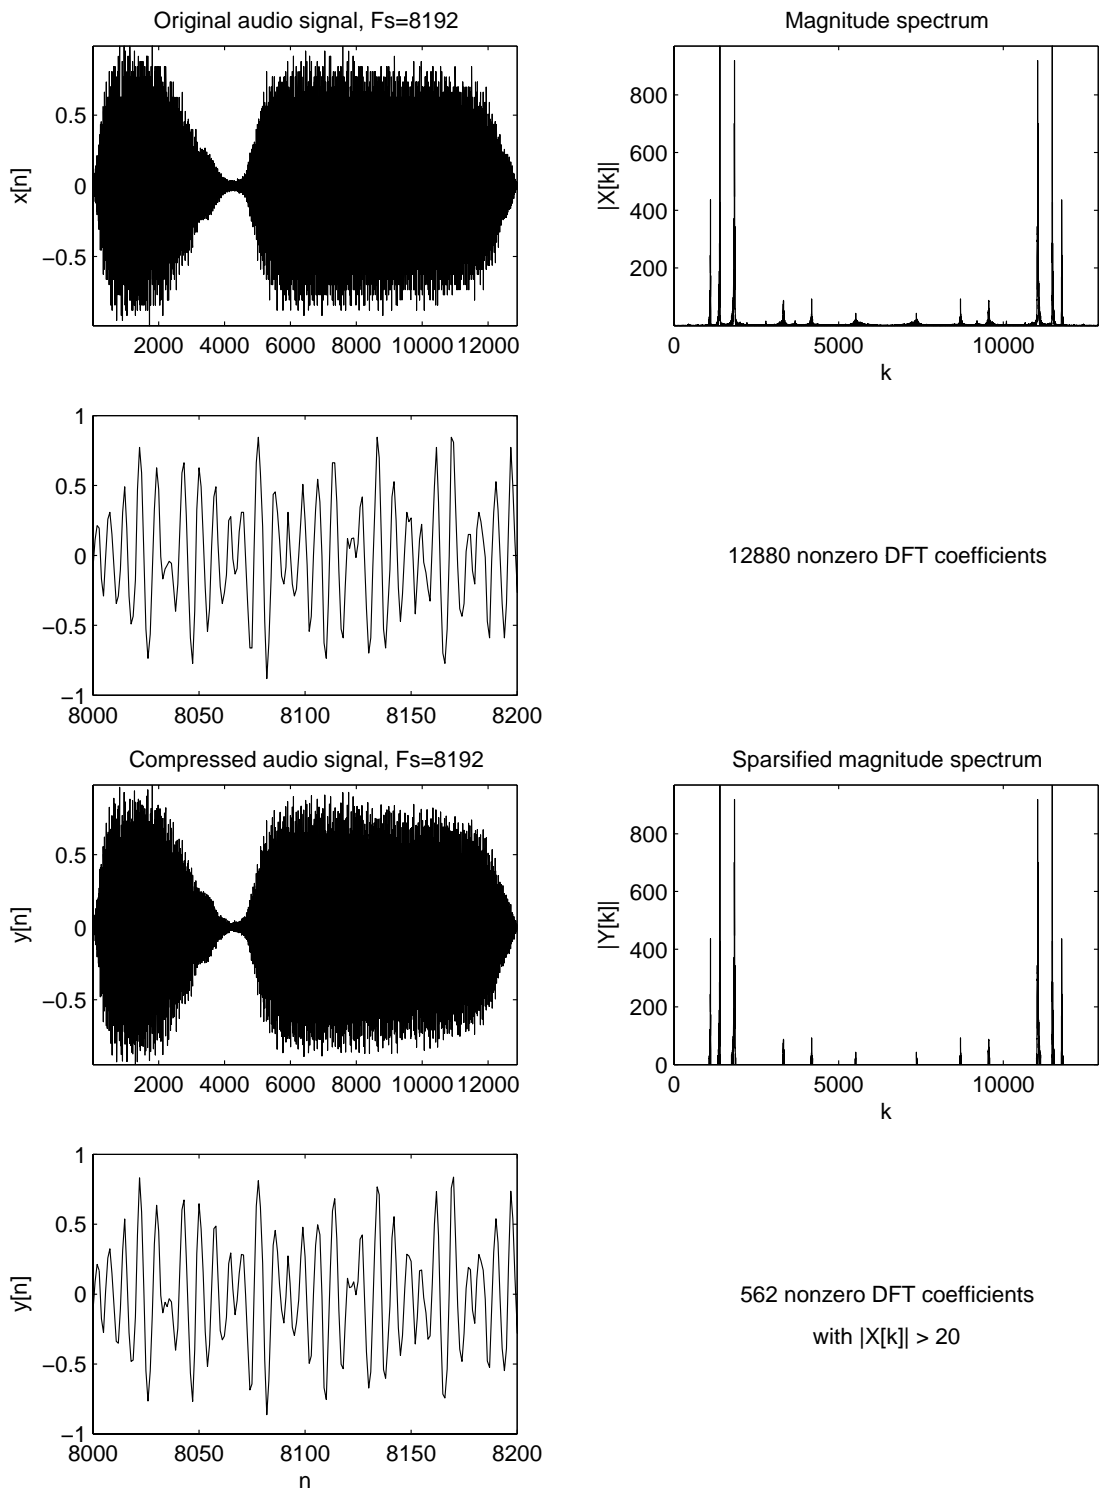 Original audio signal, Fs=8192
x[n]
0.5
0
−0.5
2000 4000 6000 8000 10000 12000
Magnitude spectrum
|X[k]|
800
600
400
200
0 5000 10000
k
1
0.5
0
−0.5
−1
8000 8050 8100 8150 8200
12880 nonzero DFT coefficients
Compressed audio signal, Fs=8192
y[n]
0.5
0
−0.5
2000 4000 6000 8000 10000 12000
Sparsified magnitude spectrum
|Y[k]|
800
600
400
200
0
0 5000 10000
k
1
y[n]
0.5
0
−0.5
−1
8000 8050 8100 8150 8200
n
562 nonzero DFT coefficients
with |X[k]| > 20